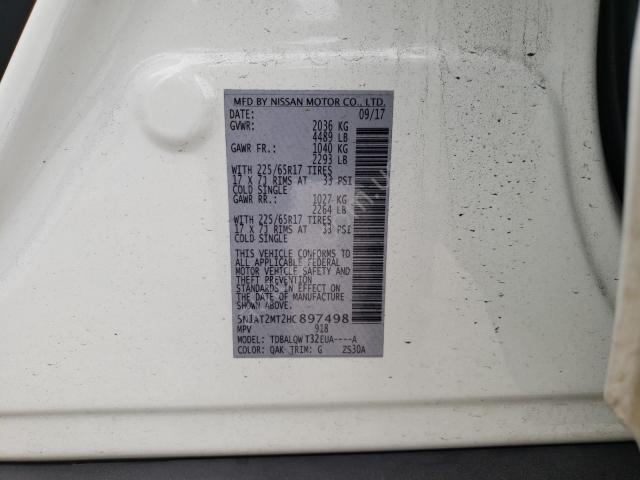 MFD BY NISSAN MOTOR CO., LTD.
DATE: 09/17
GVWR: 2036 KG
4489 LB
GAWR FR.: 1040 KG
2293 LB
WITH 225/65R17 TIRES
17 X 7J RIMS AT 33 PSI
COLD SINGLE
GAWR RR.: 1027 KG
2264 LB
WITH 225/65R17 TIRES
17 X 7J RIMS AT 33 PSI
COLD SINGLE
THIS VEHICLE CONFORMS TO
ALL APPLICABLE FEDERAL
MOTOR VEHICLE SAFETY AND
THEFT PREVENTION
STANDARDS IN EFFECT ON
THE DATE OF MANUFACTURE
SHOWN ABOVE.
5N1AT2MT2HC897498
MPV 918
MODEL: TDBALQWT32EUA----A
COLOR: QAK TRIM: G ZS30A